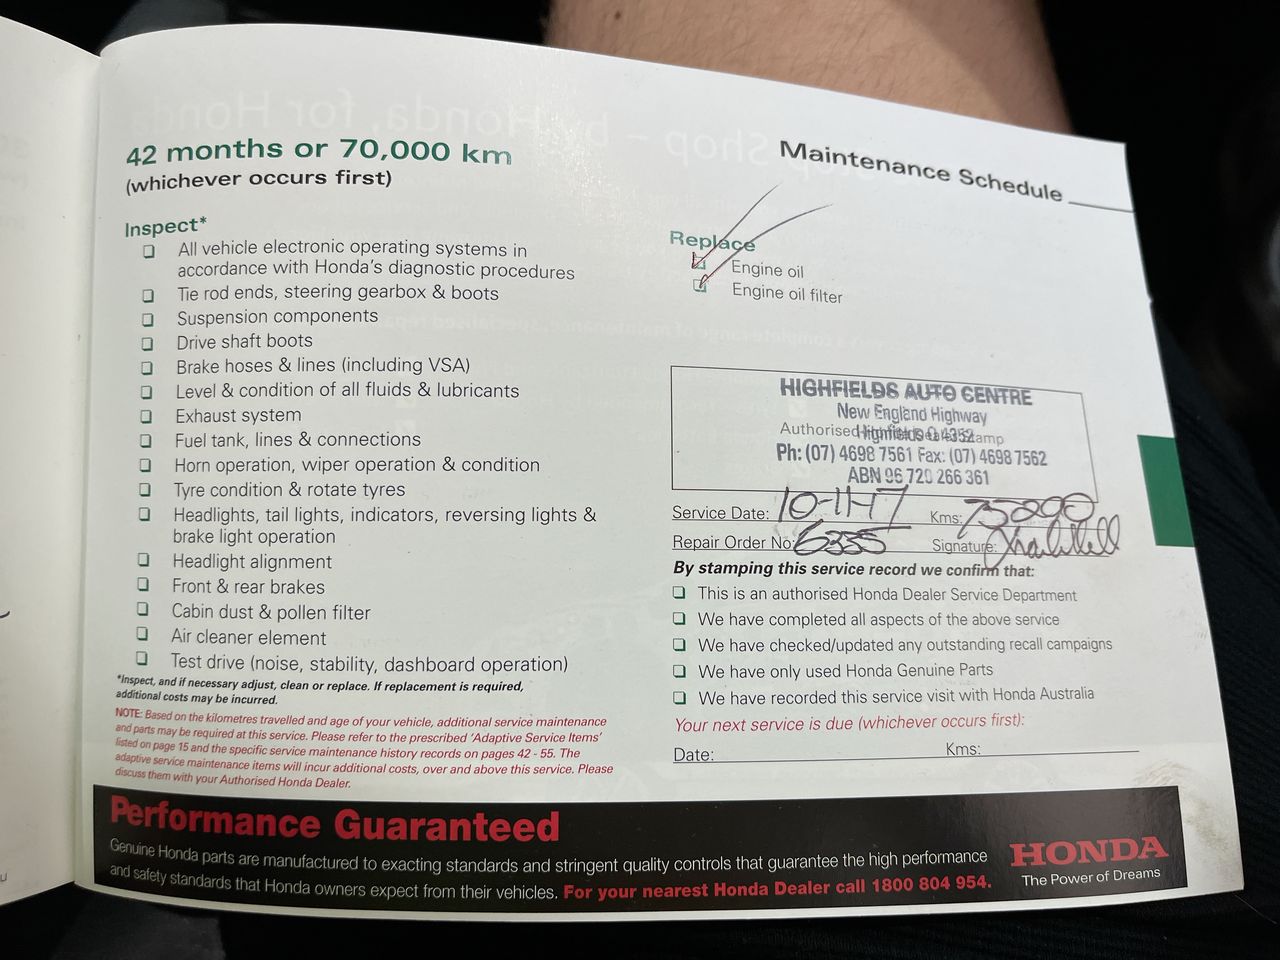 Maintenance Schedule
42 months or 70,000 km
(whichever occurs first)
Inspect*
All vehicle electronic operating systems in
accordance with Honda's diagnostic procedures
Tie rod ends, steering gearbox & boots
Suspension components
Drive shaft boots
Brake hoses & lines (including VSA)
Level & condition of all fluids & lubricants
Exhaust system
Fuel tank, lines & connections
Horn operation, wiper operation & condition
Tyre condition & rotate tyres
Headlights, tail lights, indicators, reversing lights &
brake light operation
Headlight alignment
Front & rear brakes
Cabin dust & pollen filter
Air cleaner element
Test drive (noise, stability, dashboard operation)
*Inspect, and if necessary adjust, clean or replace. If replacement is required,
additional costs may be incurred.
NOTE: Based on the kilometres travelled and age of your vehicle, additional service maintenance
and parts may be required at this service. Please refer to the prescribed 'Adaptive Service Items'
listed on page 15 and the specific service maintenance history records on pages 42 - 55. The
adaptive service maintenance items will incur additional costs, over and above this service. Please
discuss them with your Authorised Honda Dealer.
Replace
Engine oil
Engine oil filter
HIGHFIELDS AUTO CENTRE
New England Highway
Authorised Highfields Q 4352
Ph: (07) 4698 7561 Fax: (07) 4698 7562
ABN 96 720 266 361
Service Date: 10-1-17 Kms: 73290
Repair Order No: 6335 Signature:
By stamping this service record we confirm that:
This is an authorised Honda Dealer Service Department
We have completed all aspects of the above service
We have checked/updated any outstanding recall campaigns
We have only used Honda Genuine Parts
We have recorded this service visit with Honda Australia
Your next service is due (whichever occurs first):
Date: Kms:
Performance Guaranteed
Genuine Honda parts are manufactured to exacting standards and stringent quality controls that guarantee the high performance
and safety standards that Honda owners expect from their vehicles. For your nearest Honda Dealer call 1800 804 954.
HONDA
The Power of Dreams